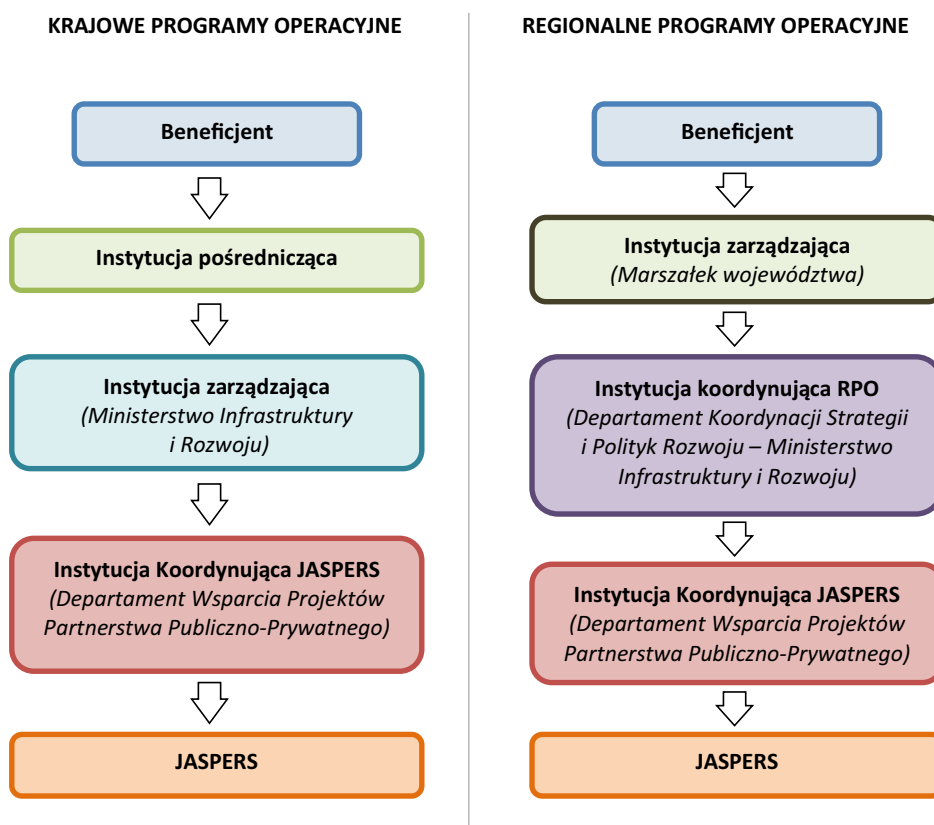 KRAJOWE PROGRAMY OPERACYJNE
Beneficjent
Instytucja pośrednicząca
Instytucja zarządzająca
(Ministerstwo Infrastruktury
i Rozwoju)
Instytucja Koordynująca JASPERS
(Departament Wsparcia Projektów
Partnerstwa Publiczno-Prywatnego)
JASPERS
REGIONALNE PROGRAMY OPERACYJNE
Beneficjent
Instytucja zarządzająca
(Marszałek województwa)
Instytucja koordynująca RPO
(Departament Koordynacji Strategii
i Polityk Rozwoju – Ministerstwo
Infrastruktury i Rozwoju)
Instytucja Koordynująca JASPERS
(Departament Wsparcia Projektów
Partnerstwa Publiczno-Prywatnego)
JASPERS